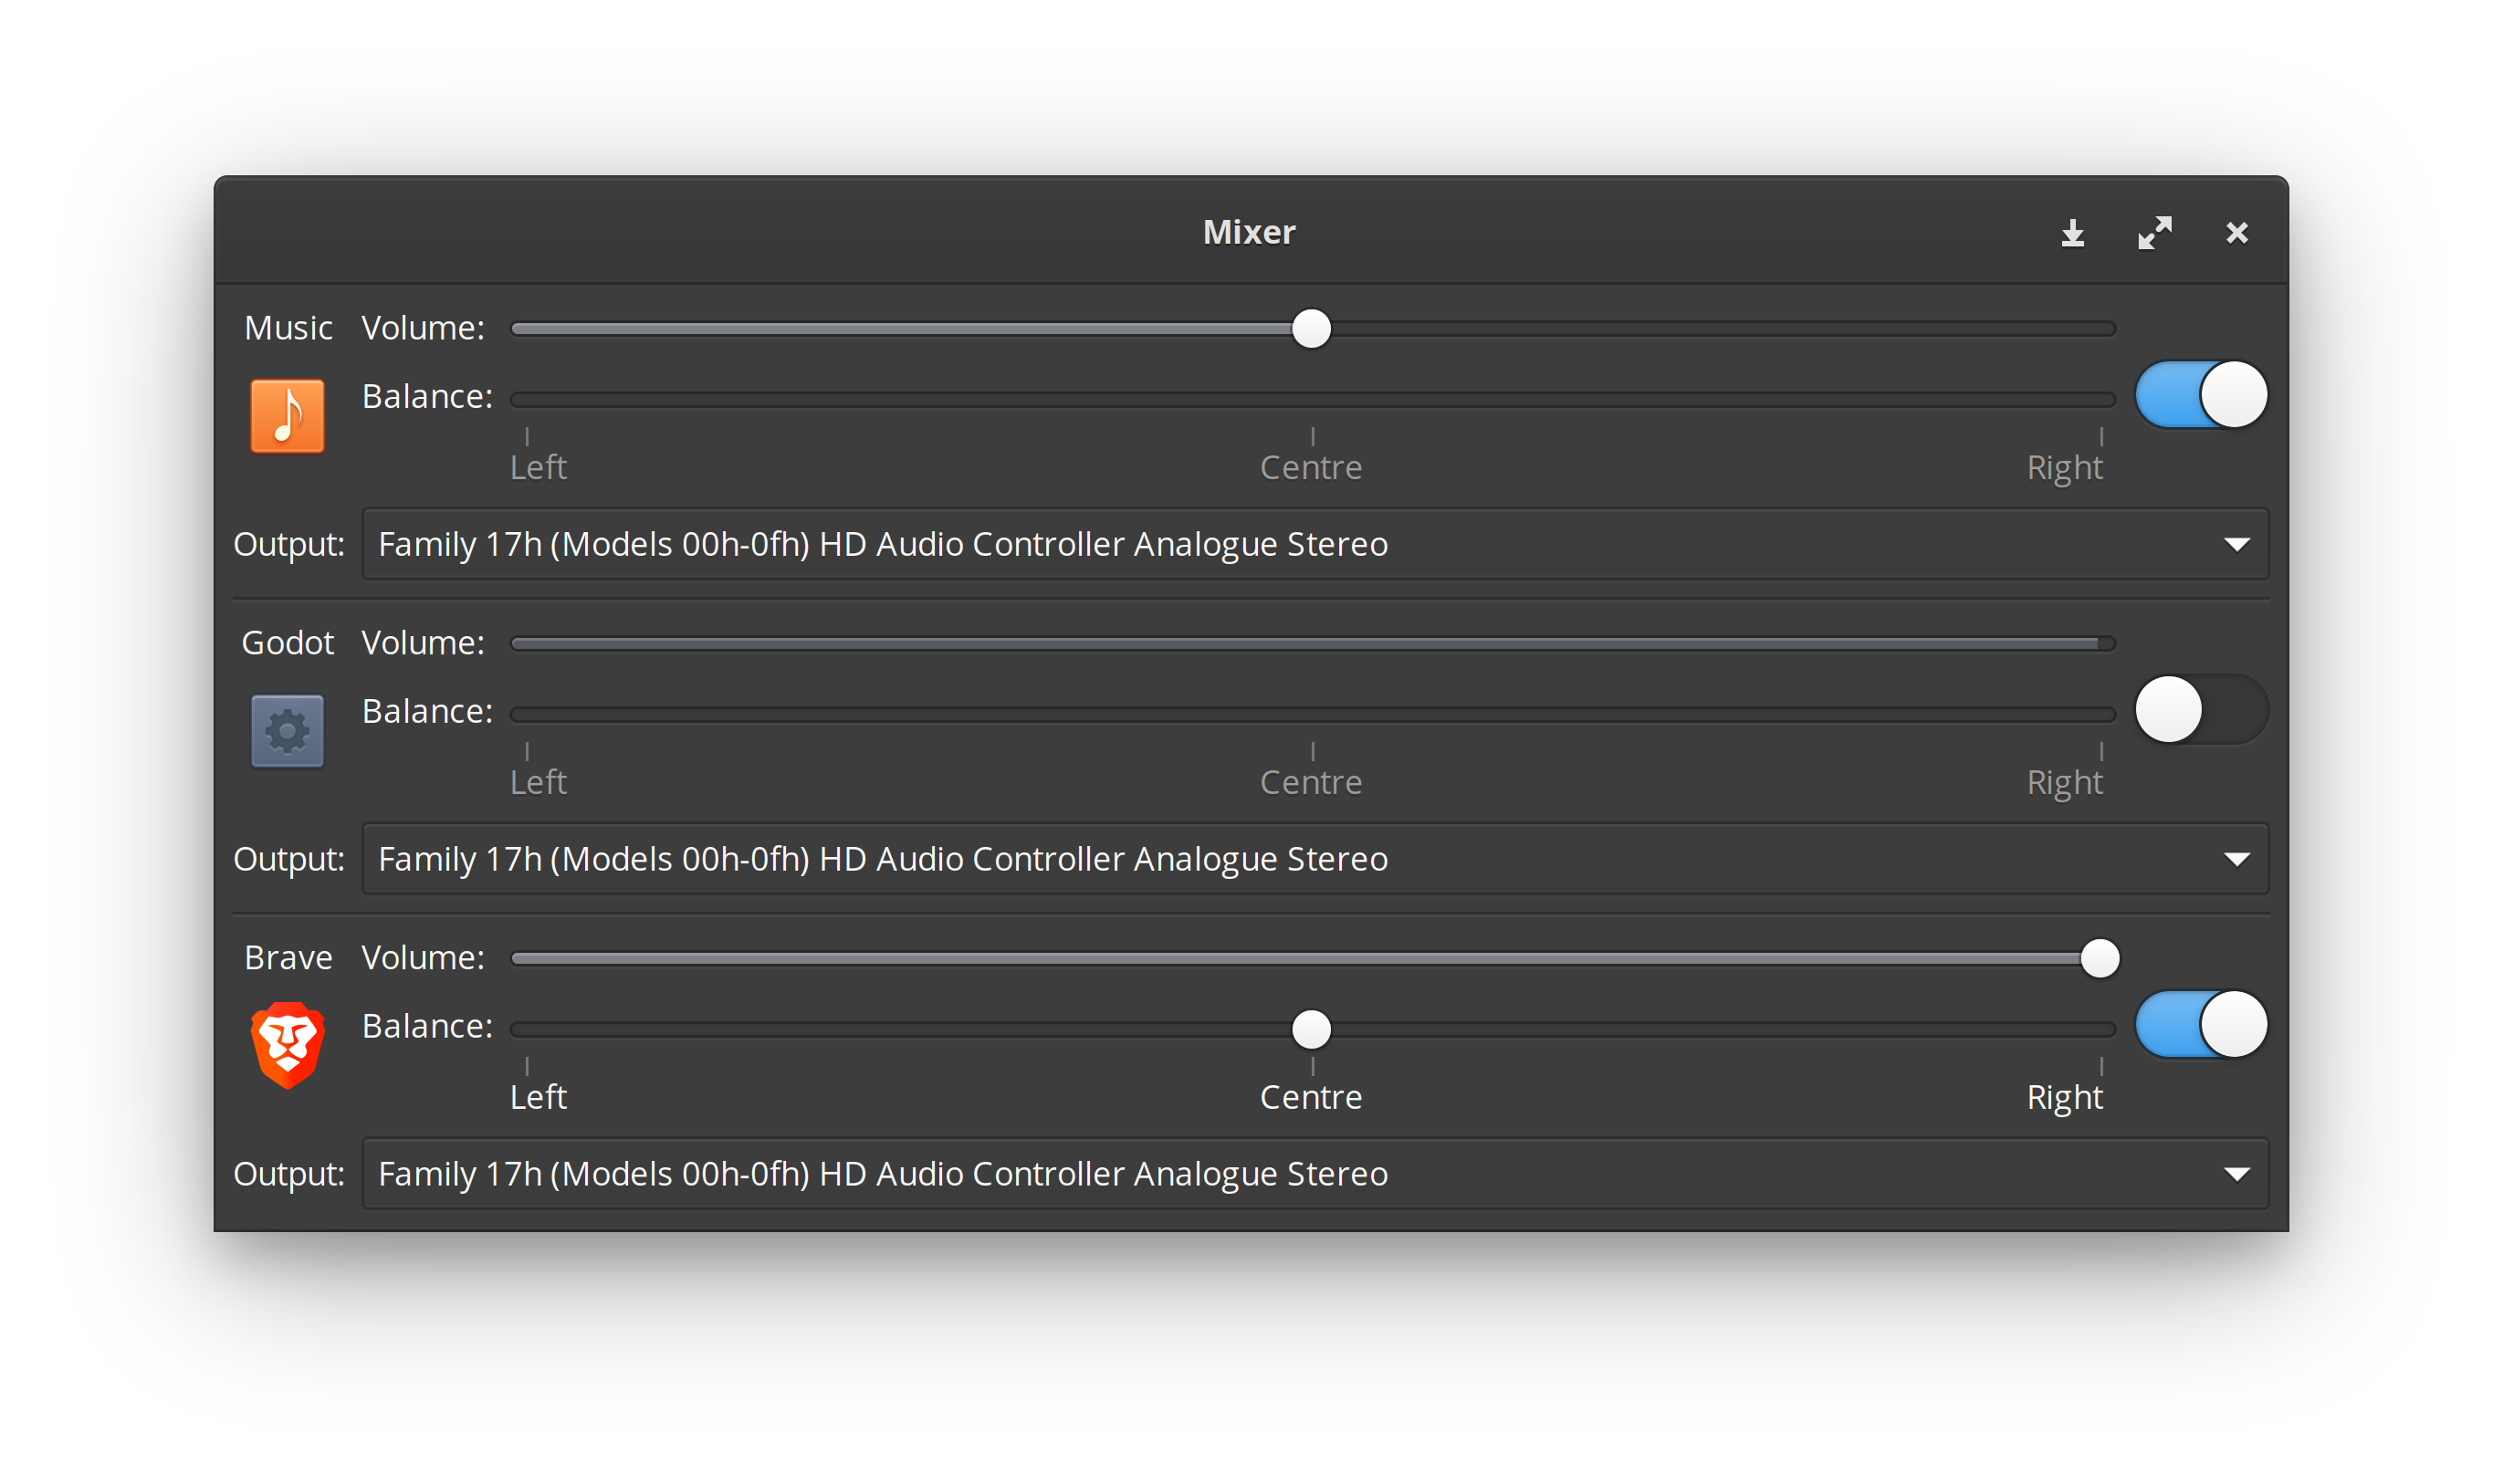 Mixer
Music Volume:
Balance:
Left Centre Right
Output: Family 17h (Models 00h-0fh) HD Audio Controller Analogue Stereo
Godot Volume:
Balance:
Left Centre Right
Output: Family 17h (Models 00h-0fh) HD Audio Controller Analogue Stereo
Brave Volume:
Balance:
Left Centre Right
Output: Family 17h (Models 00h-0fh) HD Audio Controller Analogue Stereo